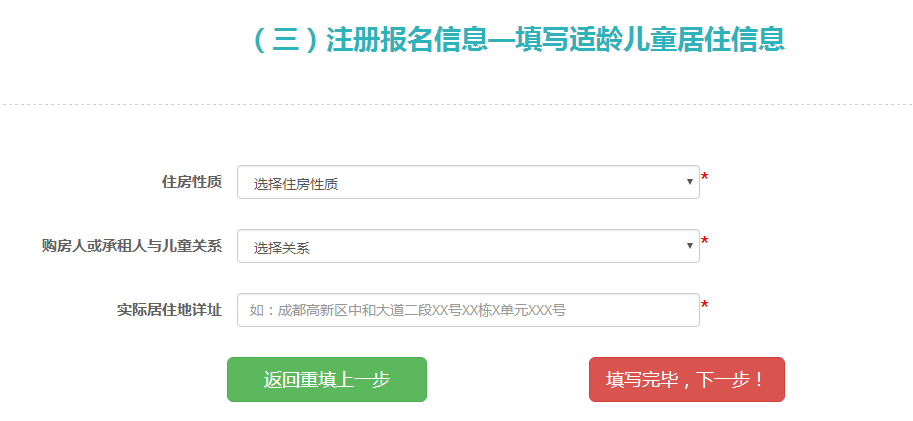 （三）注册报名信息—填写适龄儿童居住信息
住房性质 选择住房性质 *
购房人或承租人与儿童关系 选择关系 *
实际居住地详址 如：成都高新区中和大道二段XX号XX栋X单元XXX号 *
返回重填上一步 填写完毕，下一步！